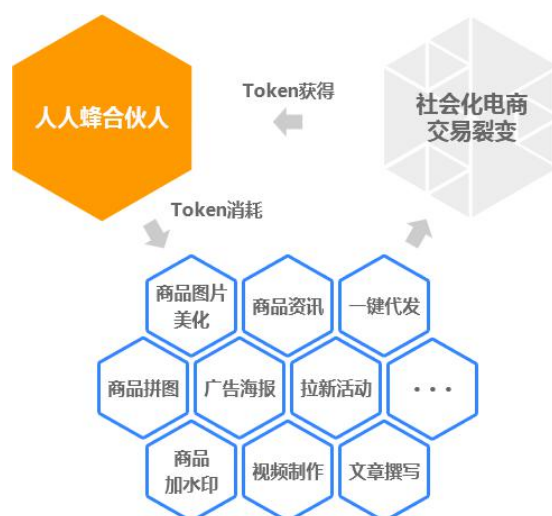 Token获得
人人蜂合伙人
社会化电商
交易裂变
Token消耗
商品图片
美化
商品资讯
一键代发
商品拼图
广告海报
拉新活动
···
商品
加水印
视频制作
文章撰写